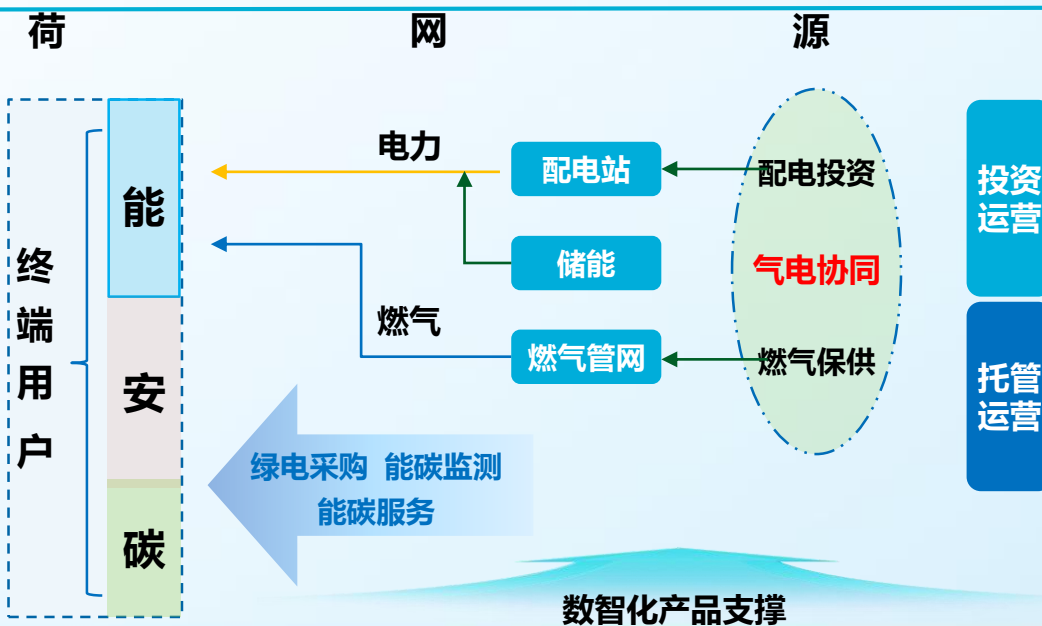 荷
网
源
终端用户
能
安
碳
电力
燃气
配电站
储能
燃气管网
配电投资
气电协同
燃气保供
投资
运营
托管
运营
绿电采购 能碳监测
能碳服务
数智化产品支撑